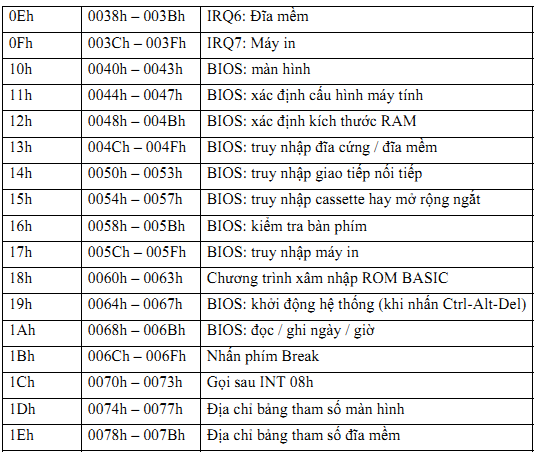 0Eh 0038h – 003Bh IRQ6: Đĩa mềm
0Fh 003Ch – 003Fh IRQ7: Máy in
10h 0040h – 0043h BIOS: màn hình
11h 0044h – 0047h BIOS: xác định cấu hình máy tính
12h 0048h – 004Bh BIOS: xác định kích thước RAM
13h 004Ch – 004Fh BIOS: truy nhập đĩa cứng / đĩa mềm
14h 0050h – 0053h BIOS: truy nhập giao tiếp nối tiếp
15h 0054h – 0057h BIOS: truy nhập cassette hay mở rộng ngắt
16h 0058h – 005Bh BIOS: kiểm tra bàn phím
17h 005Ch – 005Fh BIOS: truy nhập máy in
18h 0060h – 0063h Chương trình xâm nhập ROM BASIC
19h 0064h – 0067h BIOS: khởi động hệ thống (khi nhấn Ctrl-Alt-Del)
1Ah 0068h – 006Bh BIOS: đọc / ghi ngày / giờ
1Bh 006Ch – 006Fh Nhấn phím Break
1Ch 0070h – 0073h Gọi sau INT 08h
1Dh 0074h – 0077h Địa chỉ bảng tham số màn hình
1Eh 0078h – 007Bh Địa chỉ bảng tham số đĩa mềm